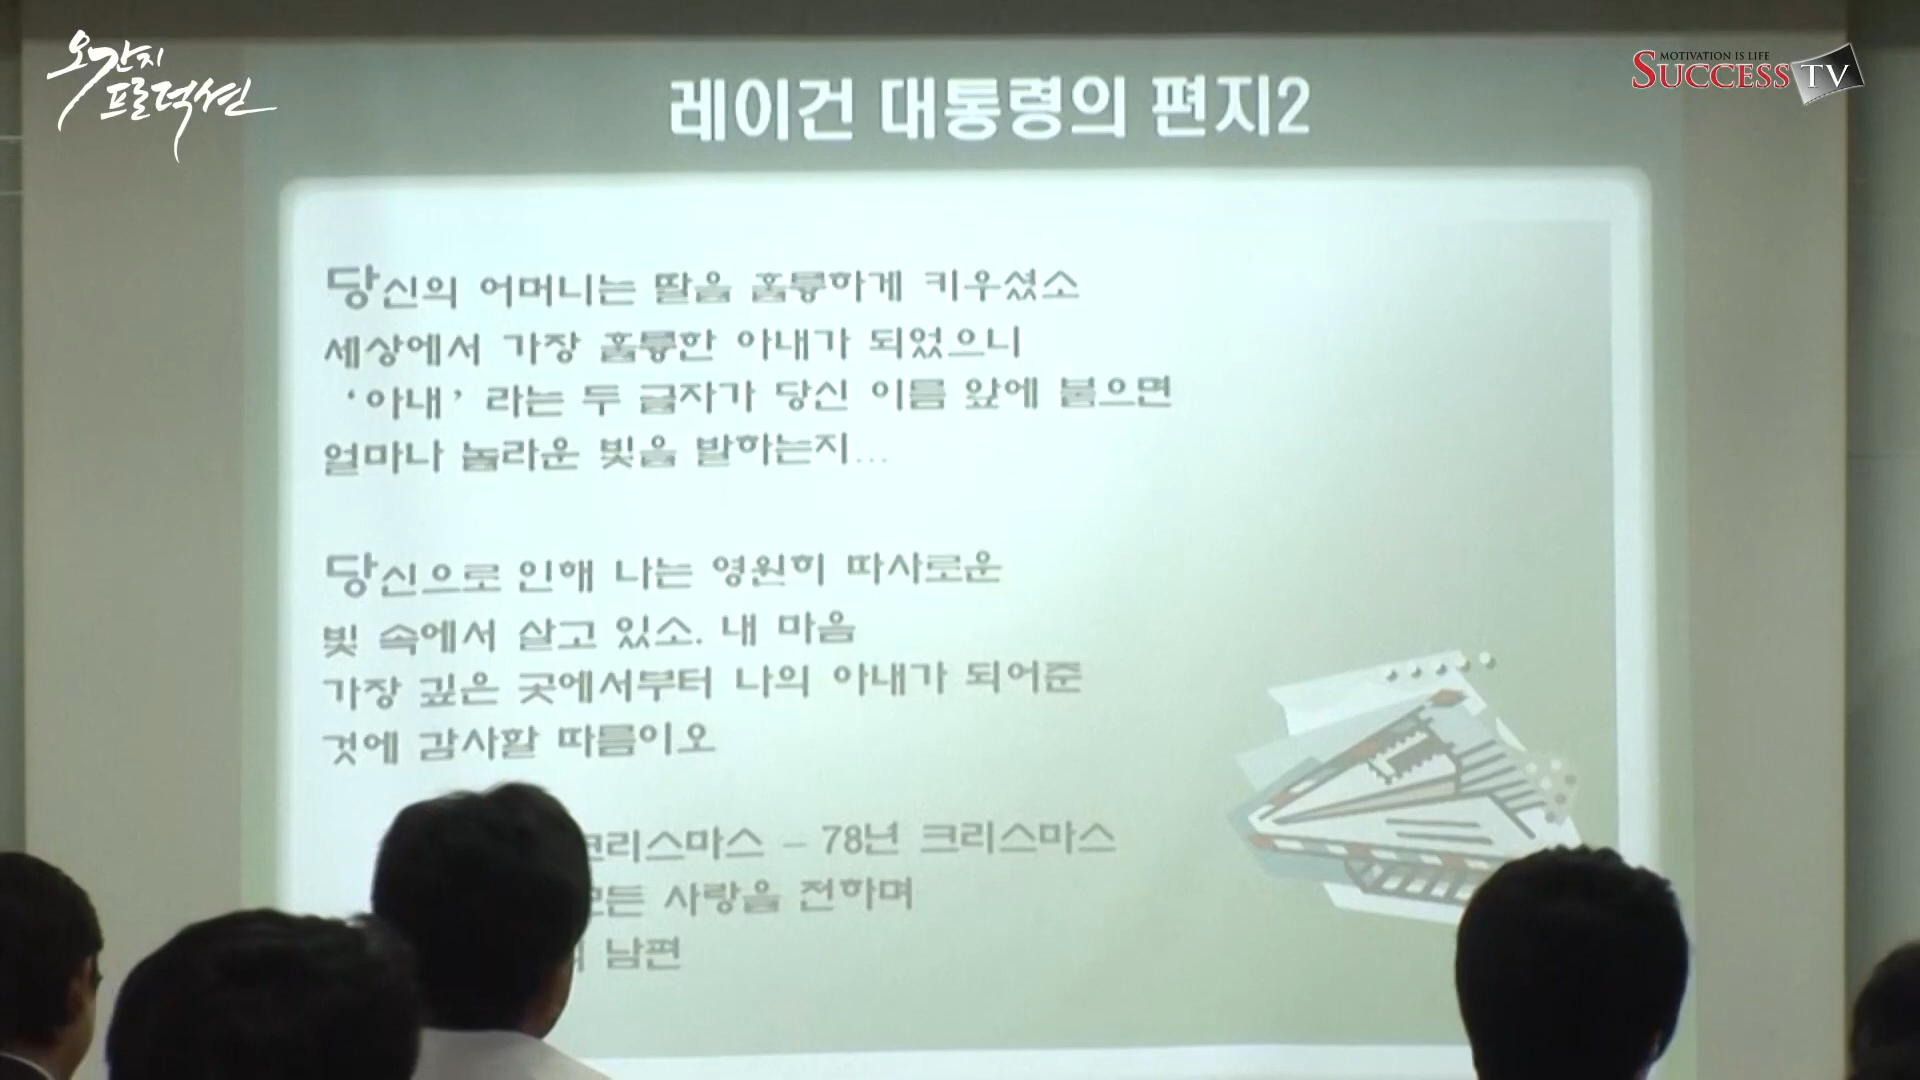 오간지
프로덕션
MOTIVATION IS LIFE
SUCCESS TV
레이건 대통령의 편지2
당신의 어머니는 딸을 훌륭하게 키우셨소
세상에서 가장 훌륭한 아내가 되었으니
‘아내’ 라는 두 글자가 당신 이름 앞에 붙으면
얼마나 놀라운 빛을 발하는지...
당신으로 인해 나는 영원히 따사로운
빛 속에서 살고 있소. 내 마음
가장 깊은 곳에서부터 나의 아내가 되어준
것에 감사할 따름이오
크리스마스 – 78년 크리스마스
모든 사랑을 전하며
남편